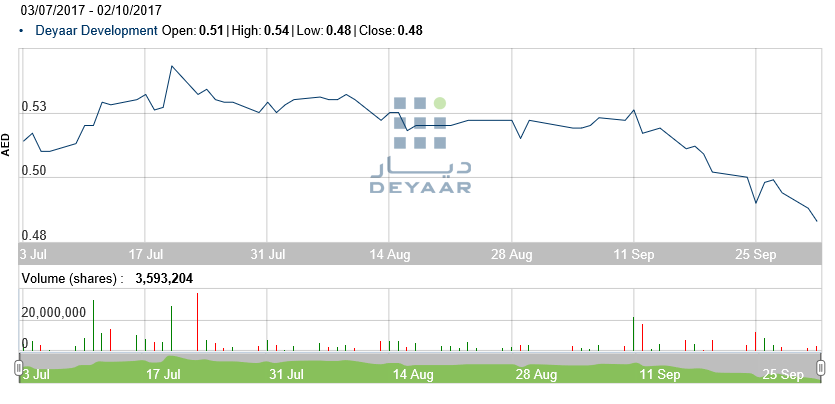 03/07/2017 - 02/10/2017
• Deyaar Development Open: 0.51 | High: 0.54 | Low: 0.48 | Close: 0.48
AED
0.53
0.50
0.48
ديار
DEYAAR
3 Jul 17 Jul 31 Jul 14 Aug 28 Aug 11 Sep 25 Sep
Volume (shares) : 3,593,204
20,000,000
0
3 Jul 17 Jul 31 Jul 14 Aug 28 Aug 11 Sep 25 Sep